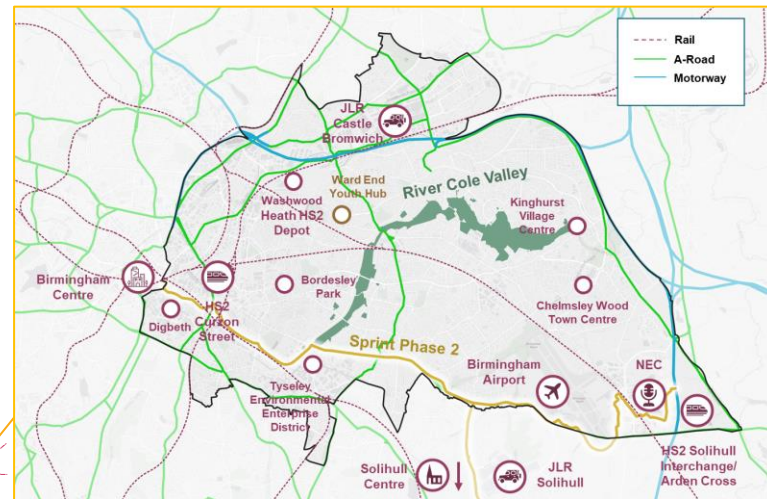 Rail
A-Road
Motorway
JLR
Castle
Bromwich
Washwood
Heath HS2
Depot
Ward End
Youth Hub
River Cole Valley
Kinghurst
Village
Centre
Birmingham
Centre
HS2
Curzon
Street
Bordesley
Park
Digbeth
Chelmsley Wood
Town Centre
Sprint Phase 2
Tyseley
Environmental
Enterprise
District
Birmingham
Airport
NEC
HS2 Solihull
Interchange/
Arden Cross
Solihull
Centre
JLR
Solihull